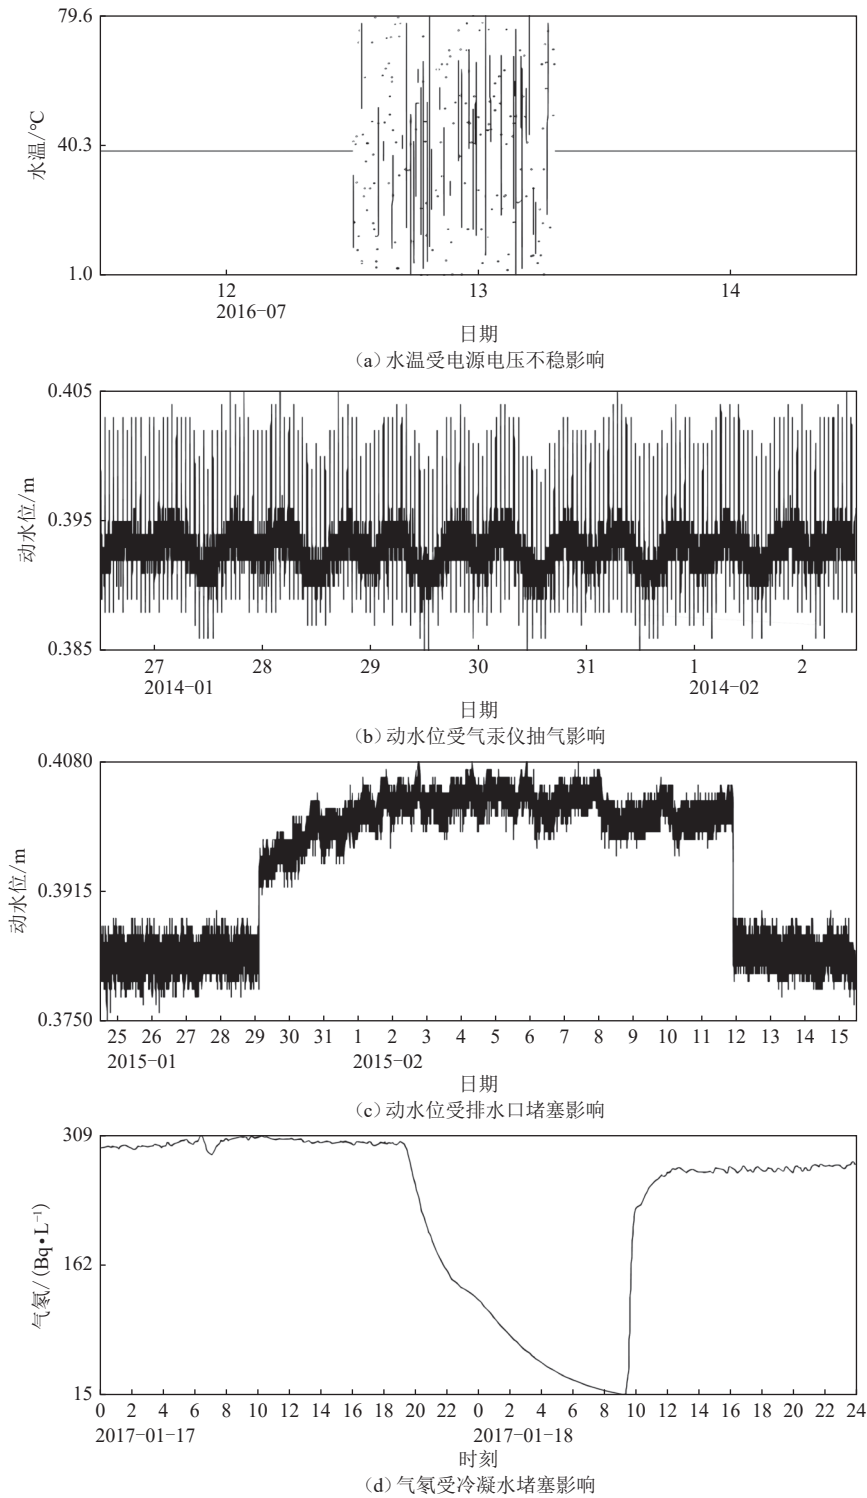 79.6
40.3
1.0
水温/℃
12 13 14
2016-07
日期
(a)水温受电源电压不稳影响
0.405
0.395
0.385
动水位/m
27 28 29 30 31 1 2
2014-01 2014-02
日期
(b)动水位受气汞仪抽气影响
0.4080
0.3915
0.3750
动水位/m
25 26 27 28 29 30 31 1 2 3 4 5 6 7 8 9 10 11 12 13 14 15
2015-01 2015-02
日期
(c)动水位受排水口堵塞影响
309
162
15
气氡/(Bq•L⁻¹)
0 2 4 6 8 10 12 14 16 18 20 22 0 2 4 6 8 10 12 14 16 18 20 22 24
2017-01-17 2017-01-18
时刻
(d)气氡受冷凝水堵塞影响